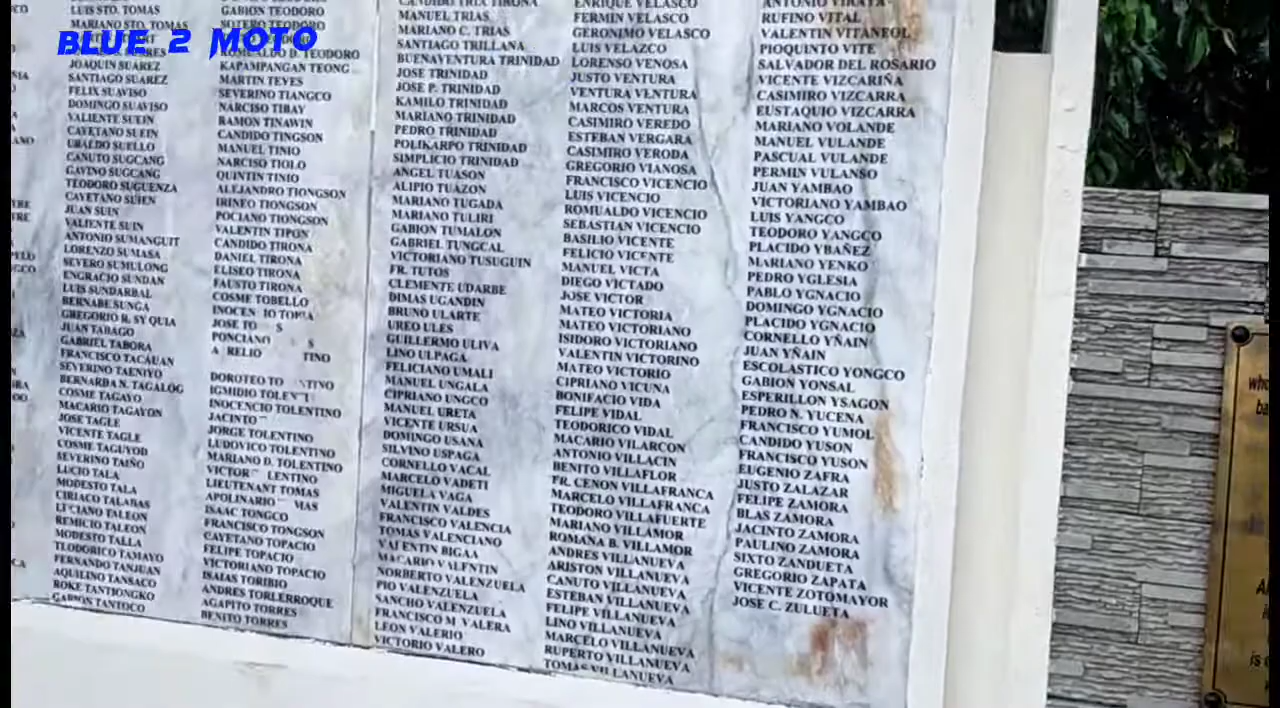 BLUE 2 MOTO
LUIS STO. TOMAS
MARIANO STO. TOMAS
JOAQUIN SUAREZ
SANTIAGO SUAREZ
FELIX SUAVISO
DOMINGO SUAVISO
VALIENTE SUEIN
CAYETANO SUEIN
UBALDO SUELLO
CANUTO SUGCANG
GAVINO SUGCANG
TEODORO SUGUENZA
CAYETANO SUIEN
JUAN SUIN
VALIENTE SUIN
ANTONIO SUMANGUIT
LORENZO SUMASA
SEVERO SUMULONG
ENGRACIO SUNDAN
LUIS SUNDARBAL
BERNABE SUNGA
GREGORIO R. SY QUIA
JUAN TABAGO
GABRIEL TABORA
FRANCISCO TACAUAN
SEVERINO TAENIYO
BERNARDA N. TAGALOG
COSME TAGAYO
MACARIO TAGAYON
JOSE TAGLE
VICENTE TAGLE
COSME TAGUYOD
SEVERINO TAIÑO
LUCIO TALA
MODESTO TALA
CIRIACO TALABAS
LUCIANO TALEON
REMICIO TALEON
MODESTO TALLA
TEODORICO TAMAYO
FERNANDO TANJUAN
AQUILINO TANSACO
ROKE TANTIONGKO
GABION TANTOCO
GABION TEODORO
SOTERO TEODORO
ROMUALDO D. TEODORO
KAPAMPANGAN TEONG
MARTIN TEVES
SEVERINO TIANGCO
NARCISO TIBAY
RAMON TINAWIN
CANDIDO TINGSON
MANUEL TINIO
NARCISO TIOLO
QUINTIN TINIO
ALEJANDRO TIONGSON
IRINEO TIONGSON
POCIANO TIONGSON
VALENTIN TIPON
CANDIDO TIRONA
DANIEL TIRONA
ELISEO TIRONA
FAUSTO TIRONA
COSME TOBELLO
JOSE TO S
PONCIANO S
A RELIO TINO
DOROTEO TO NTINO
INOCENCIO TOLENTINO
JACINTO
JORGE TOLENTINO
LUDOVICO TOLENTINO
MARIANO D. TOLENTINO
VICTOR LENTINO
LIEUTENANT TOMAS
APOLINARIO MAS
ISAAC TONGCO
FRANCISCO TONGSON
CAYETANO TOPACIO
FELIPE TOPACIO
VICTORIANO TOPACIO
ISAIAS TORIBIO
ANDRES TORLERROQUE
AGAPITO TORRES
BENITO TORRES
CANDIDO TRIA TIRONA
MANUEL TRIAS
MARIANO C. TRIAS
SANTIAGO TRILLANA
BUENAVENTURA TRINIDAD
JOSE TRINIDAD
JOSE P. TRINIDAD
KAMILO TRINIDAD
MARIANO TRINIDAD
PEDRO TRINIDAD
POLIKARPO TRINIDAD
SIMPLICIO TRINIDAD
ANGEL TUASON
ALIPIO TUAZON
MARIANO TUGADA
MARIANO TULIRI
GABION TUMALON
GABRIEL TUNGCAL
VICTORIANO TUSUGUIN
FR. TUTOS
CLEMENTE UDARBE
DIMAS UGANDIN
BRUNO ULARTE
UREO ULES
GUILLERMO ULIVA
LINO ULPAGA
FELICIANO UMALI
MANUEL UNGALA
CIPRIANO UNGCO
MANUEL URETA
VICENTE URSUA
DOMINGO USANA
SILVINO USPAGA
CORNELLO VACAL
MARCELO VADETI
MIGUELA VAGA
VALENTIN VALDES
FRANCISCO VALENCIA
TOMAS VALENCIANO
VALENTIN BIGAA
MACARIO VALENTIN
NORBERTO VALENZUELA
PIO VALENZUELA
SANCHO VALENZUELA
FRANCISCO M VALERA
LEON VALERIO
VICTORIO VALERO
ENRIQUE VELASCO
FERMIN VELASCO
GERONIMO VELASCO
LUIS VELAZCO
LORENSO VENOSA
JUSTO VENTURA
VENTURA VENTURA
MARCOS VENTURA
CASIMIRO VEREDO
ESTEBAN VERGARA
CASIMIRO VERODA
GREGORIO VIANOSA
FRANCISCO VICENCIO
LUIS VICENCIO
ROMUALDO VICENCIO
SEBASTIAN VICENCIO
BASILIO VICENTE
FELICIO VICENTE
MANUEL VICTA
DIEGO VICTADO
JOSE VICTOR
MATEO VICTORIA
MATEO VICTORIANO
ISIDORO VICTORIANO
VALENTIN VICTORINO
MATEO VICTORIO
CIPRIANO VICUNA
BONIFACIO VIDA
FELIPE VIDAL
TEODORICO VIDAL
MACARIO VILARCON
ANTONIO VILLACIN
BENITO VILLAFLOR
FR. CENON VILLAFRANCA
MARCELO VILLAFRANCA
TEODORO VILLAFUERTE
MARIANO VILLAMOR
ROMANA B. VILLAMOR
ANDRES VILLANUEVA
ARISTON VILLANUEVA
CANUTO VILLANUEVA
ESTEBAN VILLANUEVA
FELIPE VILLANUEVA
LINO VILLANUEVA
MARCELO VILLANUEVA
RUPERTO VILLANUEVA
TOMAS VILLANUEVA
ANTONIO VIRATA
RUFINO VITAL
VALENTIN VITANEOL
PIOQUINTO VITE
SALVADOR DEL ROSARIO
VICENTE VIZCARIÑA
CASIMIRO VIZCARRA
EUSTAQUIO VIZCARRA
MARIANO VOLANDE
MANUEL VULANDE
PASCUAL VULANDE
PERMIN VULANSO
JUAN YAMBAO
VICTORIANO YAMBAO
LUIS YANGCO
TEODORO YANGCO
PLACIDO YBAÑEZ
MARIANO YENKO
PEDRO YGLESIA
PABLO YGNACIO
DOMINGO YGNACIO
PLACIDO YGNACIO
CORNELLO YÑAIN
JUAN YÑAIN
ESCOLASTICO YONGCO
GABION YONSAL
ESPERILLON YSAGON
PEDRO N. YUCENA
FRANCISCO YUMOL
CANDIDO YUSON
FRANCISCO YUSON
EUGENIO ZAFRA
JUSTO ZALAZAR
FELIPE ZAMORA
BLAS ZAMORA
JACINTO ZAMORA
PAULINO ZAMORA
SIXTO ZANDUETA
GREGORIO ZAPATA
VICENTE ZOTOMAYOR
JOSE C. ZULUETA